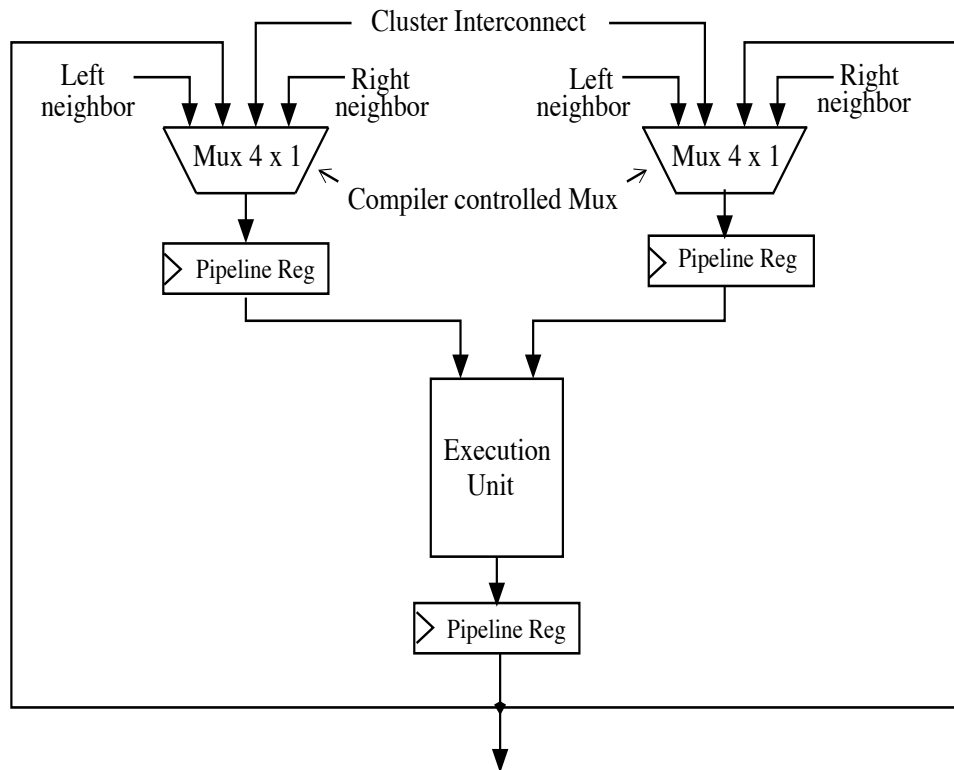 Cluster Interconnect
Left
neighbor
Right
neighbor
Left
neighbor
Right
neighbor
Mux 4 x 1
Mux 4 x 1
Compiler controlled Mux
Pipeline Reg
Pipeline Reg
Execution
Unit
Pipeline Reg